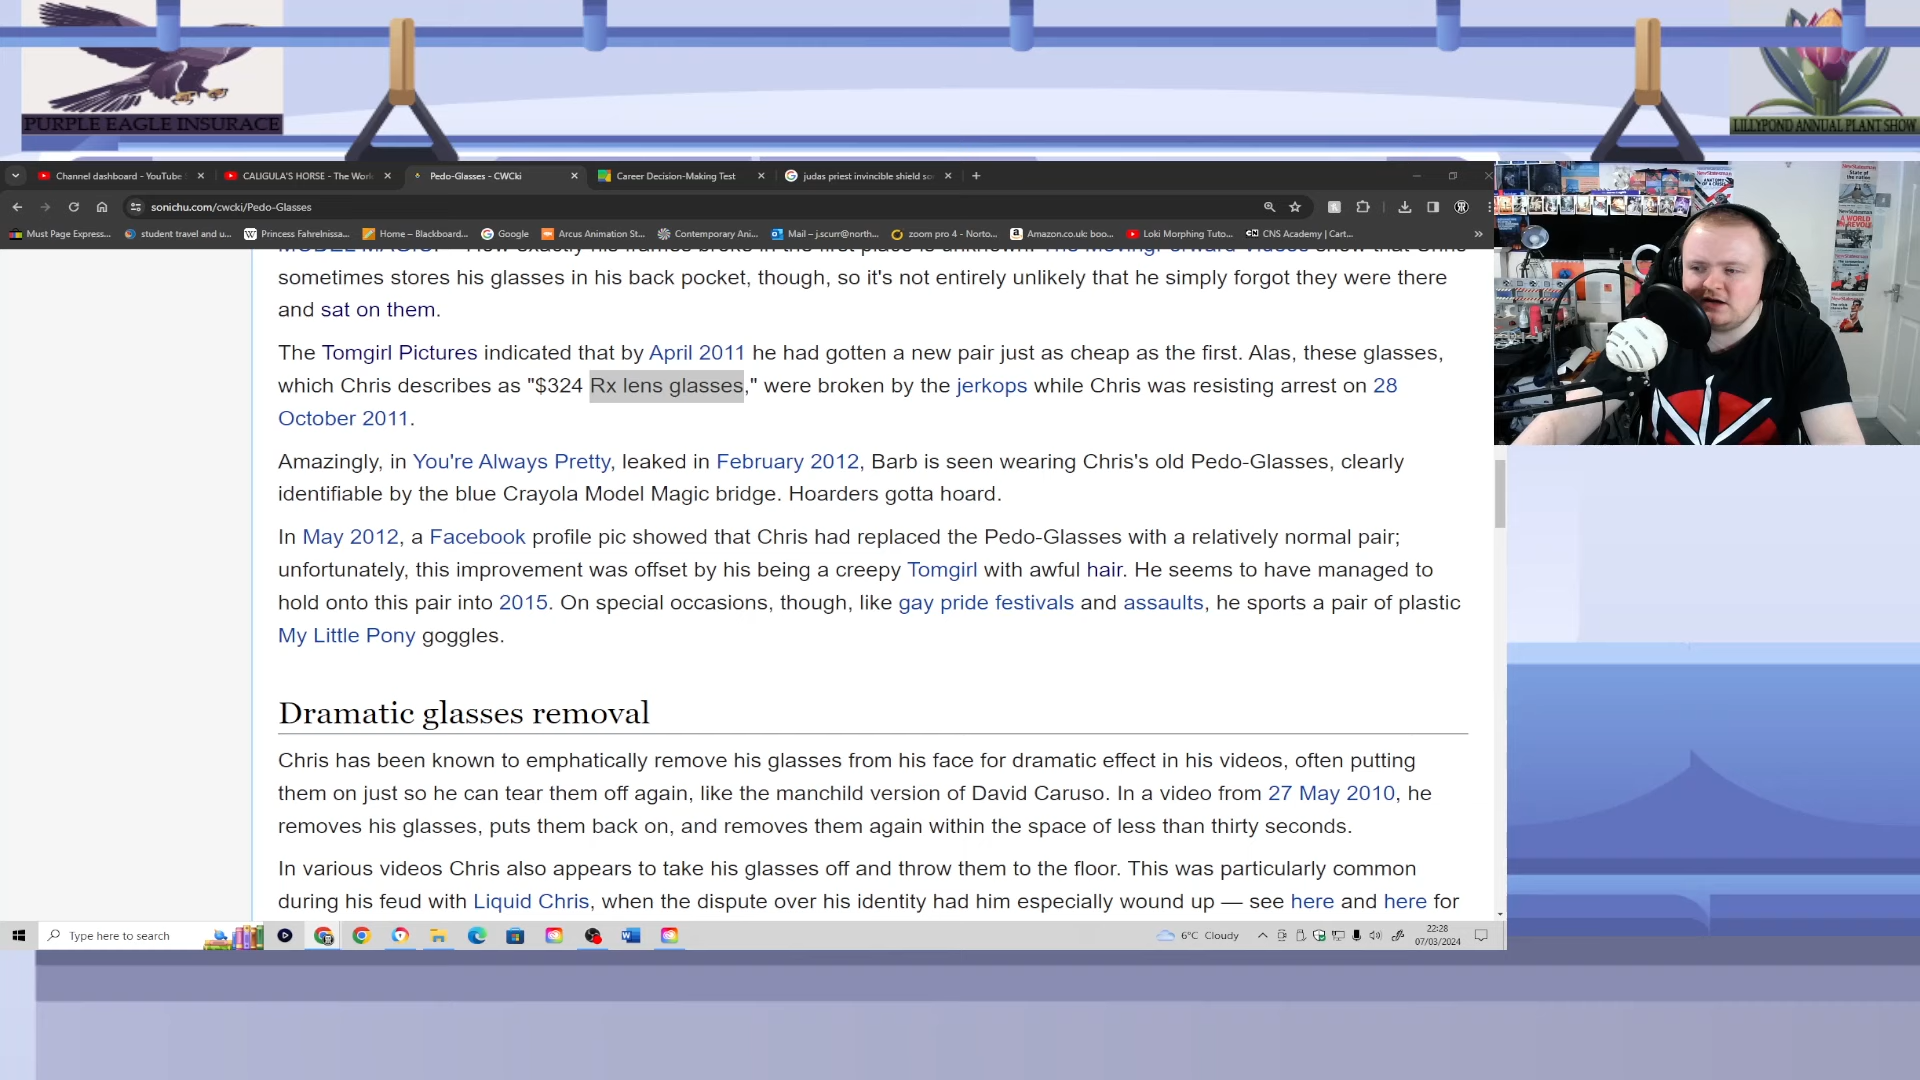 PURPLE EAGLE INSURACE
LILLYPOND ANNUAL PLANT SHOW
Channel dashboard - YouTube
CALIGULA'S HORSE - The Worl
Pedo-Glasses - CWCki
Career Decision-Making Test
judas priest invincible shield so
sonichu.com/cwcki/Pedo-Glasses
Must Page Express...
student travel and u...
Princess Fahrelnissa...
Home – Blackboard...
Google
Arcus Animation St...
Contemporary Ani...
Mail – j.scurr@north...
zoom pro 4 - Norto...
Amazon.co.uk: boo...
Loki Morphing Tuto...
CNS Academy | Cart...
sometimes stores his glasses in his back pocket, though, so it's not entirely unlikely that he simply forgot they were there
and sat on them.
The Tomgirl Pictures indicated that by April 2011 he had gotten a new pair just as cheap as the first. Alas, these glasses,
which Chris describes as "$324 Rx lens glasses," were broken by the jerkops while Chris was resisting arrest on 28
October 2011.
Amazingly, in You're Always Pretty, leaked in February 2012, Barb is seen wearing Chris's old Pedo-Glasses, clearly
identifiable by the blue Crayola Model Magic bridge. Hoarders gotta hoard.
In May 2012, a Facebook profile pic showed that Chris had replaced the Pedo-Glasses with a relatively normal pair;
unfortunately, this improvement was offset by his being a creepy Tomgirl with awful hair. He seems to have managed to
hold onto this pair into 2015. On special occasions, though, like gay pride festivals and assaults, he sports a pair of plastic
My Little Pony goggles.
Dramatic glasses removal
Chris has been known to emphatically remove his glasses from his face for dramatic effect in his videos, often putting
them on just so he can tear them off again, like the manchild version of David Caruso. In a video from 27 May 2010, he
removes his glasses, puts them back on, and removes them again within the space of less than thirty seconds.
In various videos Chris also appears to take his glasses off and throw them to the floor. This was particularly common
during his feud with Liquid Chris, when the dispute over his identity had him especially wound up — see here and here for
Type here to search
6°C Cloudy
22:28
07/03/2024